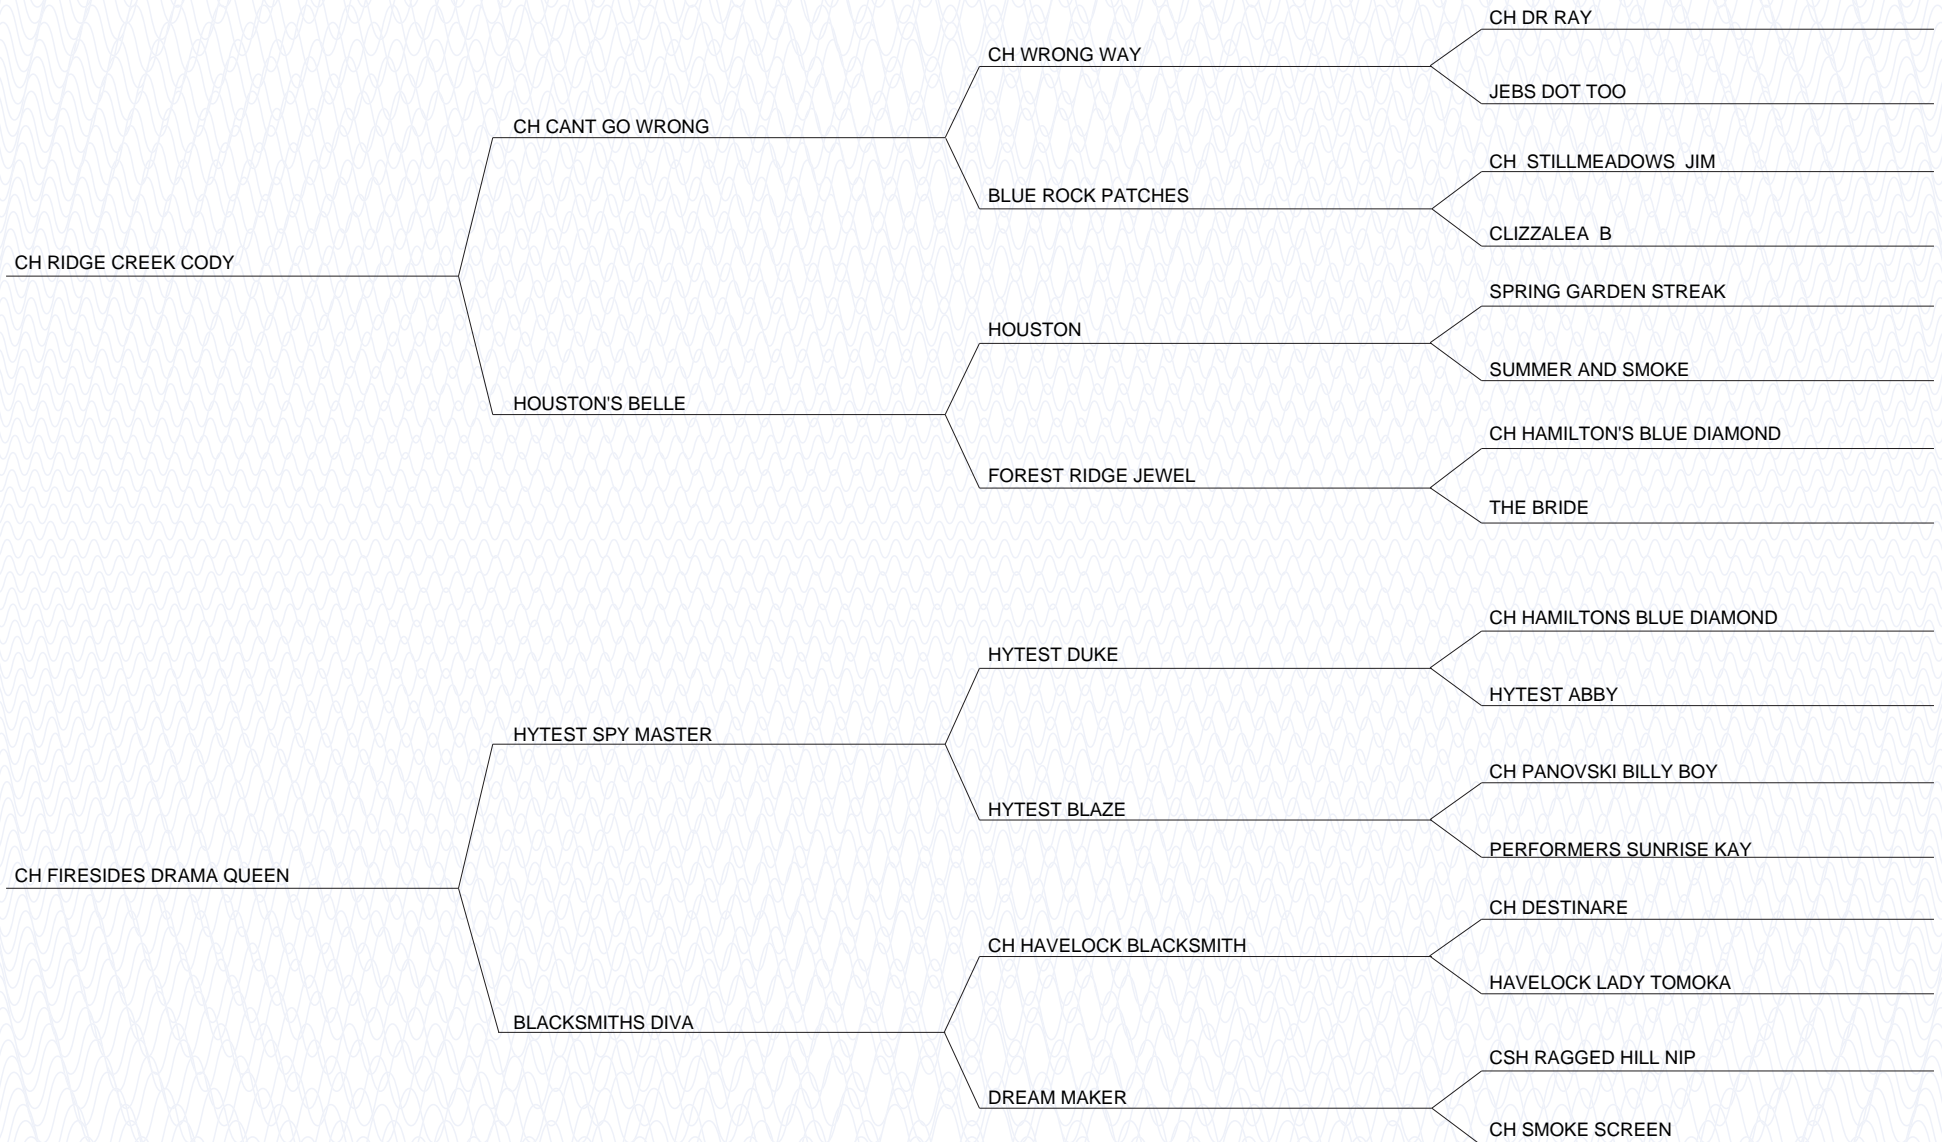 CH DR RAY
CH WRONG WAY
JEBS DOT TOO
CH CANT GO WRONG
CH  STILLMEADOWS  JIM
BLUE ROCK PATCHES
CLIZZALEA  B
CH RIDGE CREEK CODY
SPRING GARDEN STREAK
HOUSTON
SUMMER AND SMOKE
HOUSTON'S BELLE
CH HAMILTON'S BLUE DIAMOND
FOREST RIDGE JEWEL
THE BRIDE
CH HAMILTONS BLUE DIAMOND
HYTEST DUKE
HYTEST ABBY
HYTEST SPY MASTER
CH PANOVSKI BILLY BOY
HYTEST BLAZE
PERFORMERS SUNRISE KAY
CH FIRESIDES DRAMA QUEEN
CH DESTINARE
CH HAVELOCK BLACKSMITH
HAVELOCK LADY TOMOKA
BLACKSMITHS DIVA
CSH RAGGED HILL NIP
DREAM MAKER
CH SMOKE SCREEN